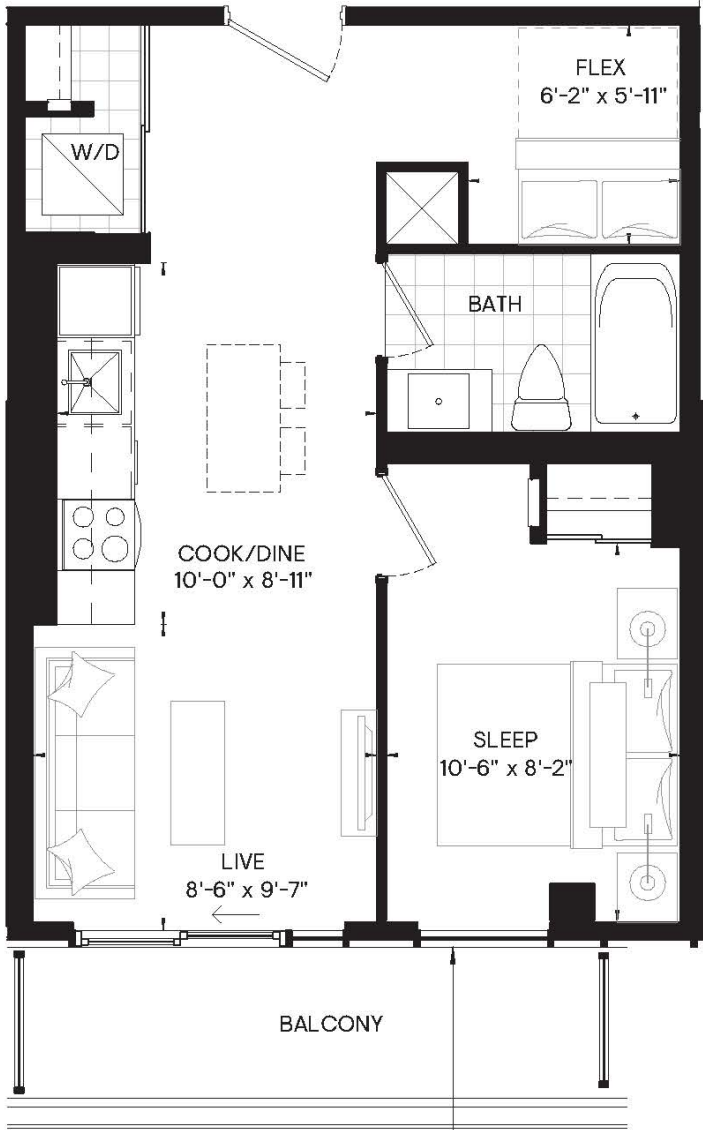 FLEX
6'-2" x 5'-11"
W/D
BATH
COOK/DINE
10'-0" x 8'-11"
SLEEP
10'-6" x 8'-2"
LIVE
8'-6" x 9'-7"
BALCONY